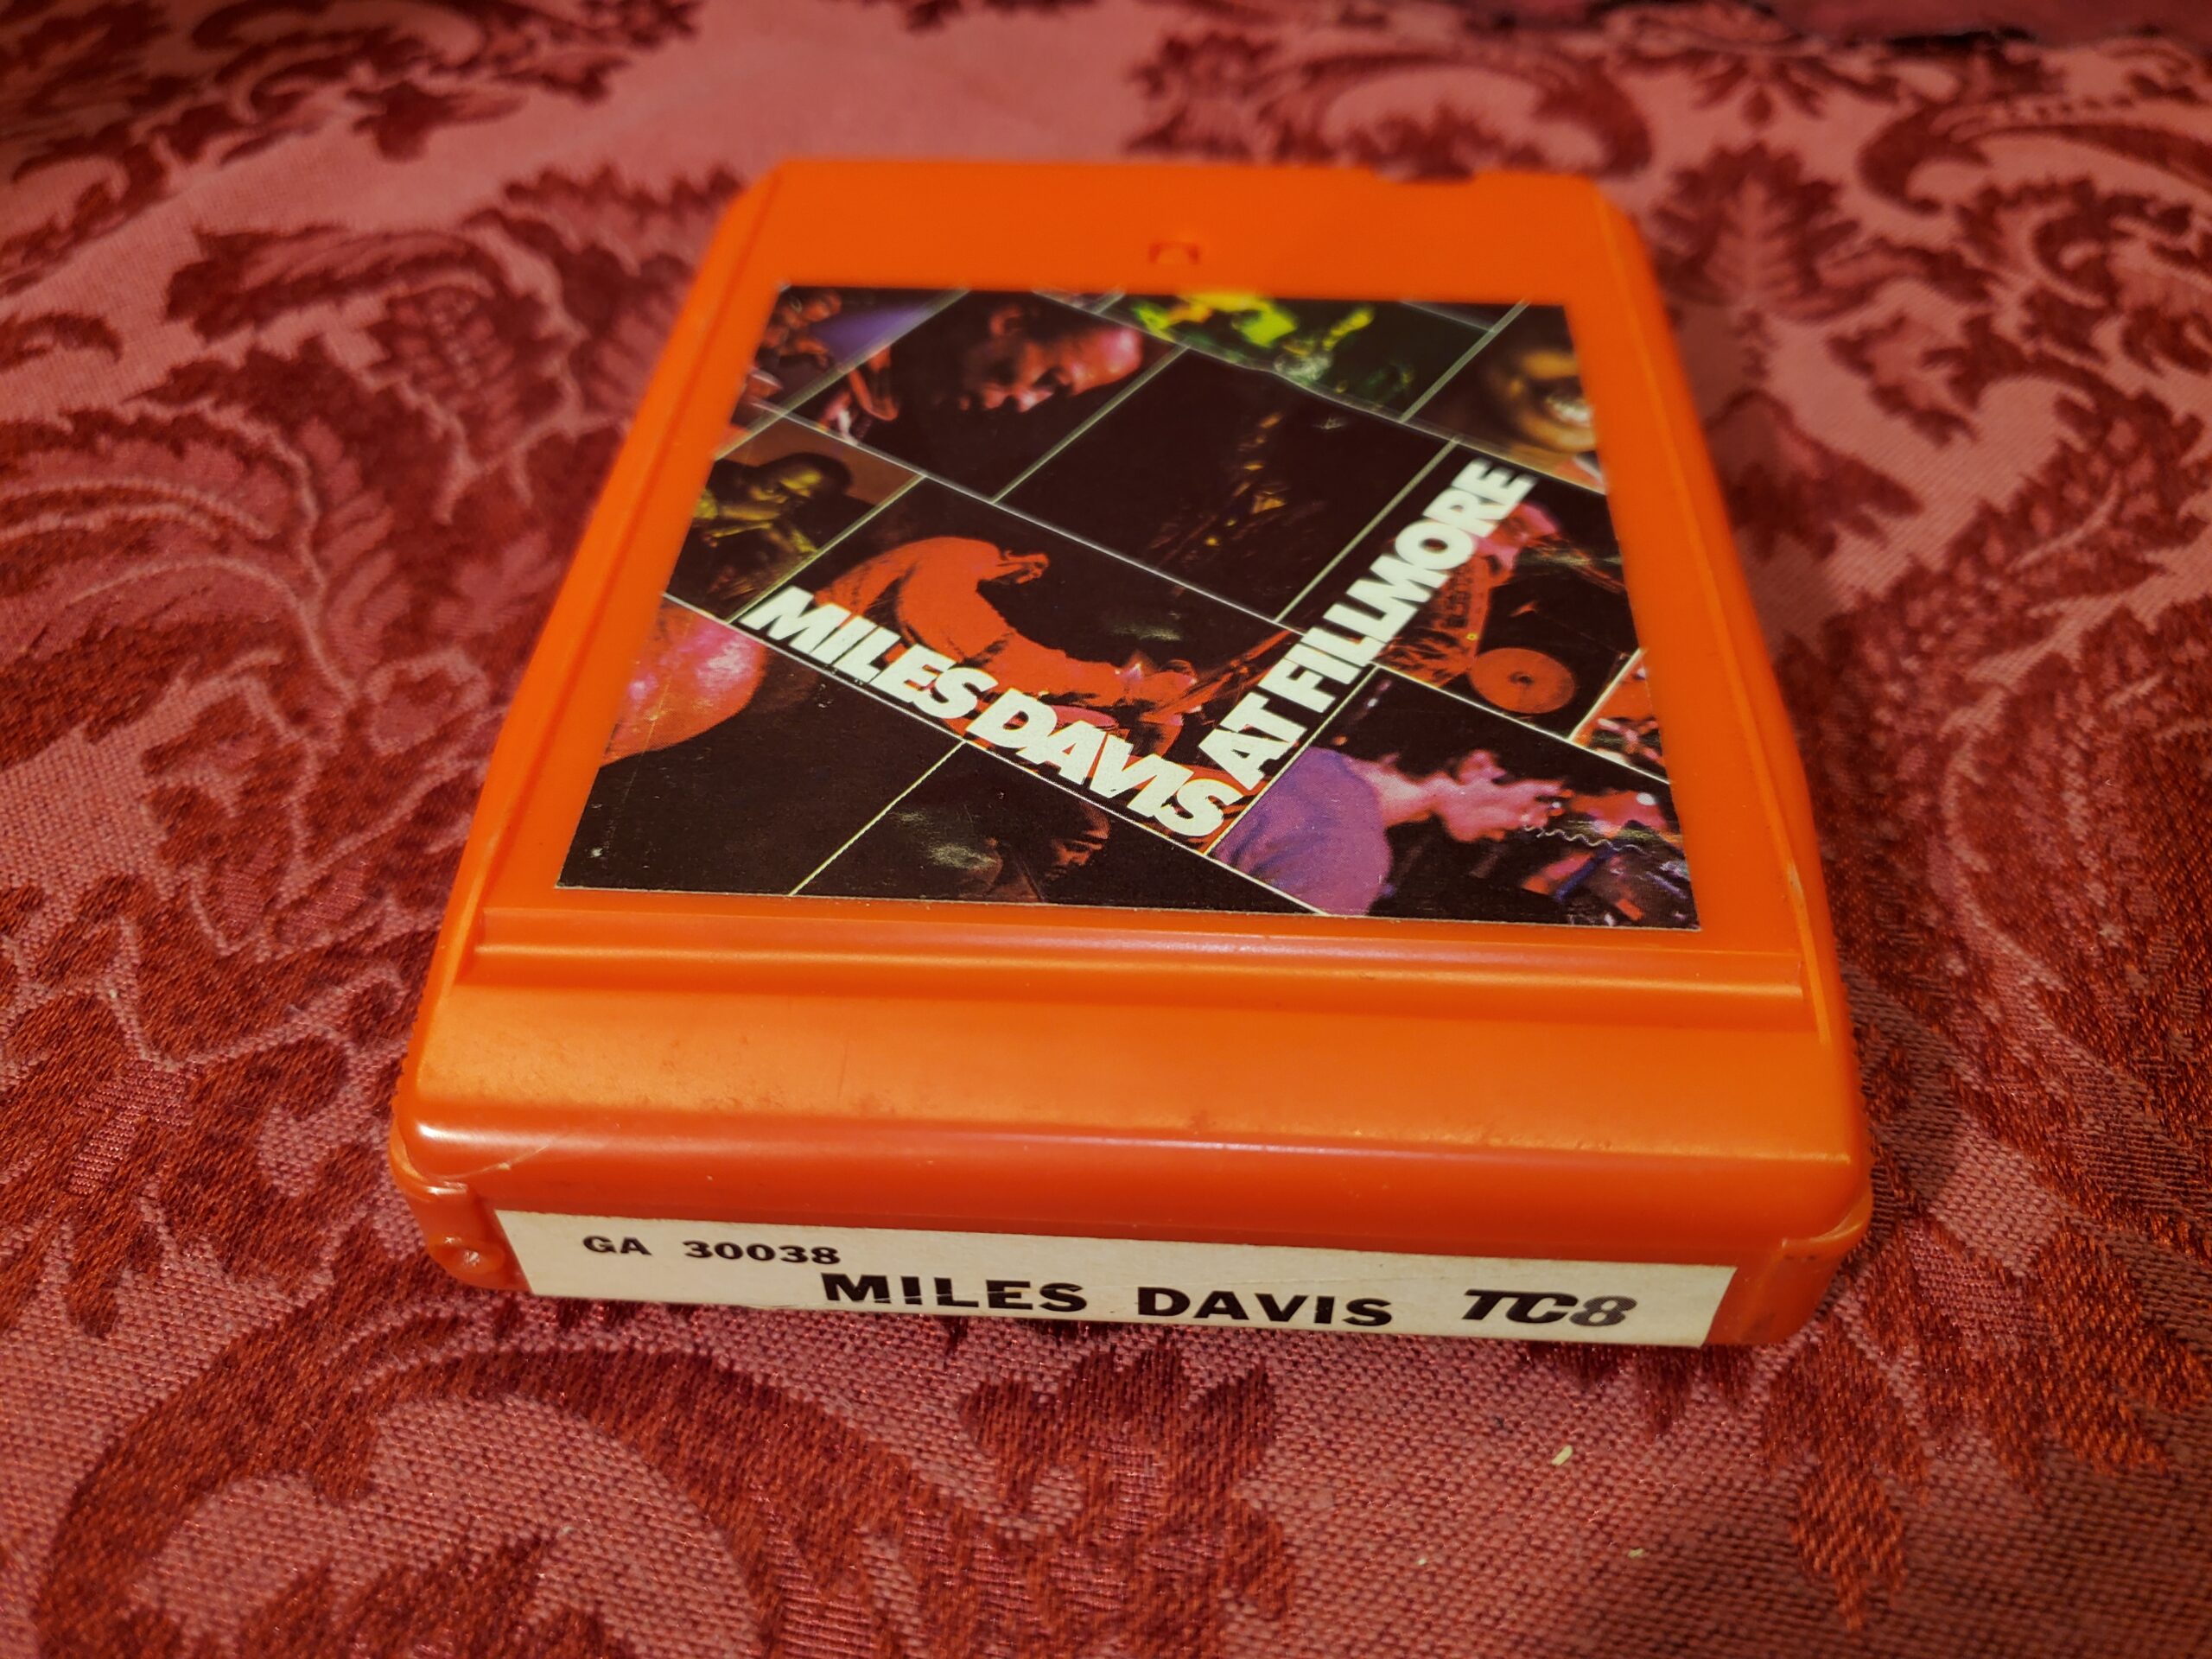 MILES DAVIS
AT FILLMORE
GA 30038
MILES DAVIS TC8